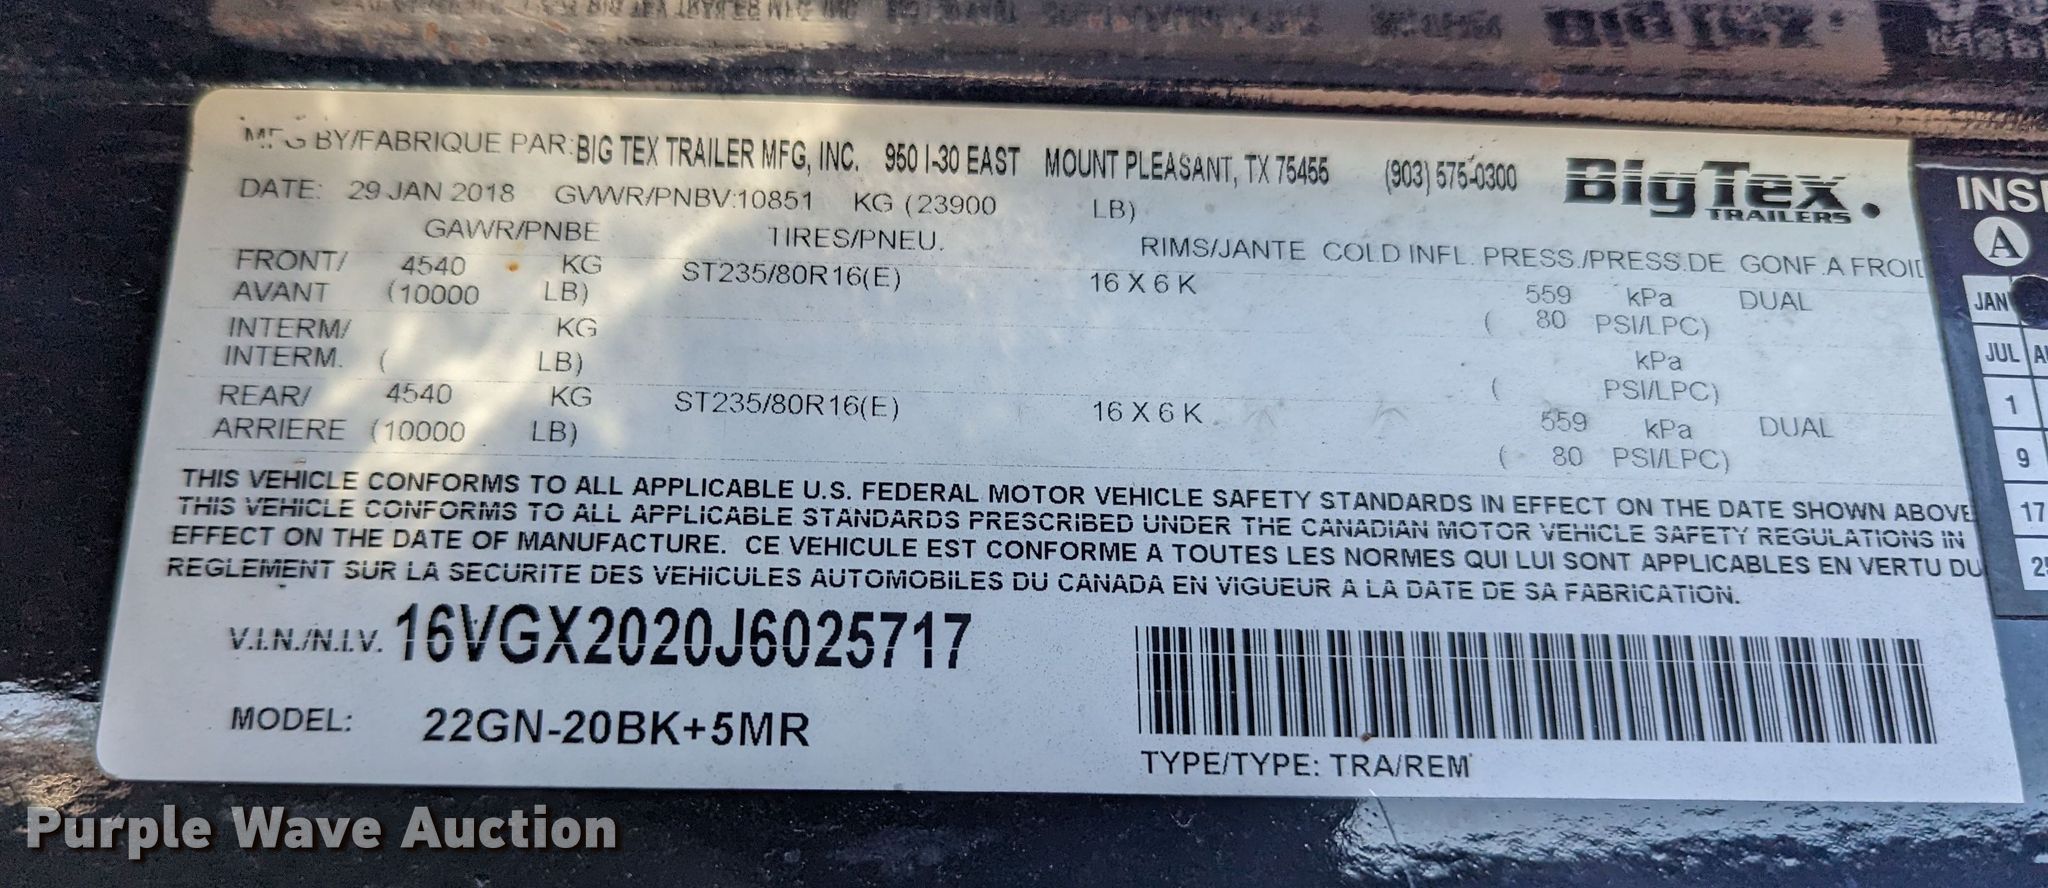 MFG BY/FABRIQUE PAR: BIG TEX TRAILER MFG, INC. 950 I-30 EAST MOUNT PLEASANT, TX 75455 (903) 575-0300 BigTex TRAILERS
DATE: 29 JAN 2018 GVWR/PNBV:10851 KG (23900 LB)
GAWR/PNBE TIRES/PNEU. RIMS/JANTE COLD INFL. PRESS./PRESS.DE GONF.A FROID
FRONT/ 4540 KG ST235/80R16(E) 16 X 6 K 559 kPa DUAL
AVANT (10000 LB) ( 80 PSI/LPC)
INTERM/ KG kPa
INTERM. ( LB) ( PSI/LPC)
REAR/ 4540 KG ST235/80R16(E) 16 X 6 K 559 kPa DUAL
ARRIERE (10000 LB) ( 80 PSI/LPC)
THIS VEHICLE CONFORMS TO ALL APPLICABLE U.S. FEDERAL MOTOR VEHICLE SAFETY STANDARDS IN EFFECT ON THE DATE SHOWN ABOVE
THIS VEHICLE CONFORMS TO ALL APPLICABLE STANDARDS PRESCRIBED UNDER THE CANADIAN MOTOR VEHICLE SAFETY REGULATIONS IN
EFFECT ON THE DATE OF MANUFACTURE. CE VEHICULE EST CONFORME A TOUTES LES NORMES QUI LUI SONT APPLICABLES EN VERTU DU
REGLEMENT SUR LA SECURITE DES VEHICULES AUTOMOBILES DU CANADA EN VIGUEUR A LA DATE DE SA FABRICATION.
V.I.N./N.I.V. 16VGX2020J6025717
MODEL: 22GN-20BK+5MR
TYPE/TYPE: TRA/REM
A
JAN
JUL
1
9
17
Purple Wave Auction